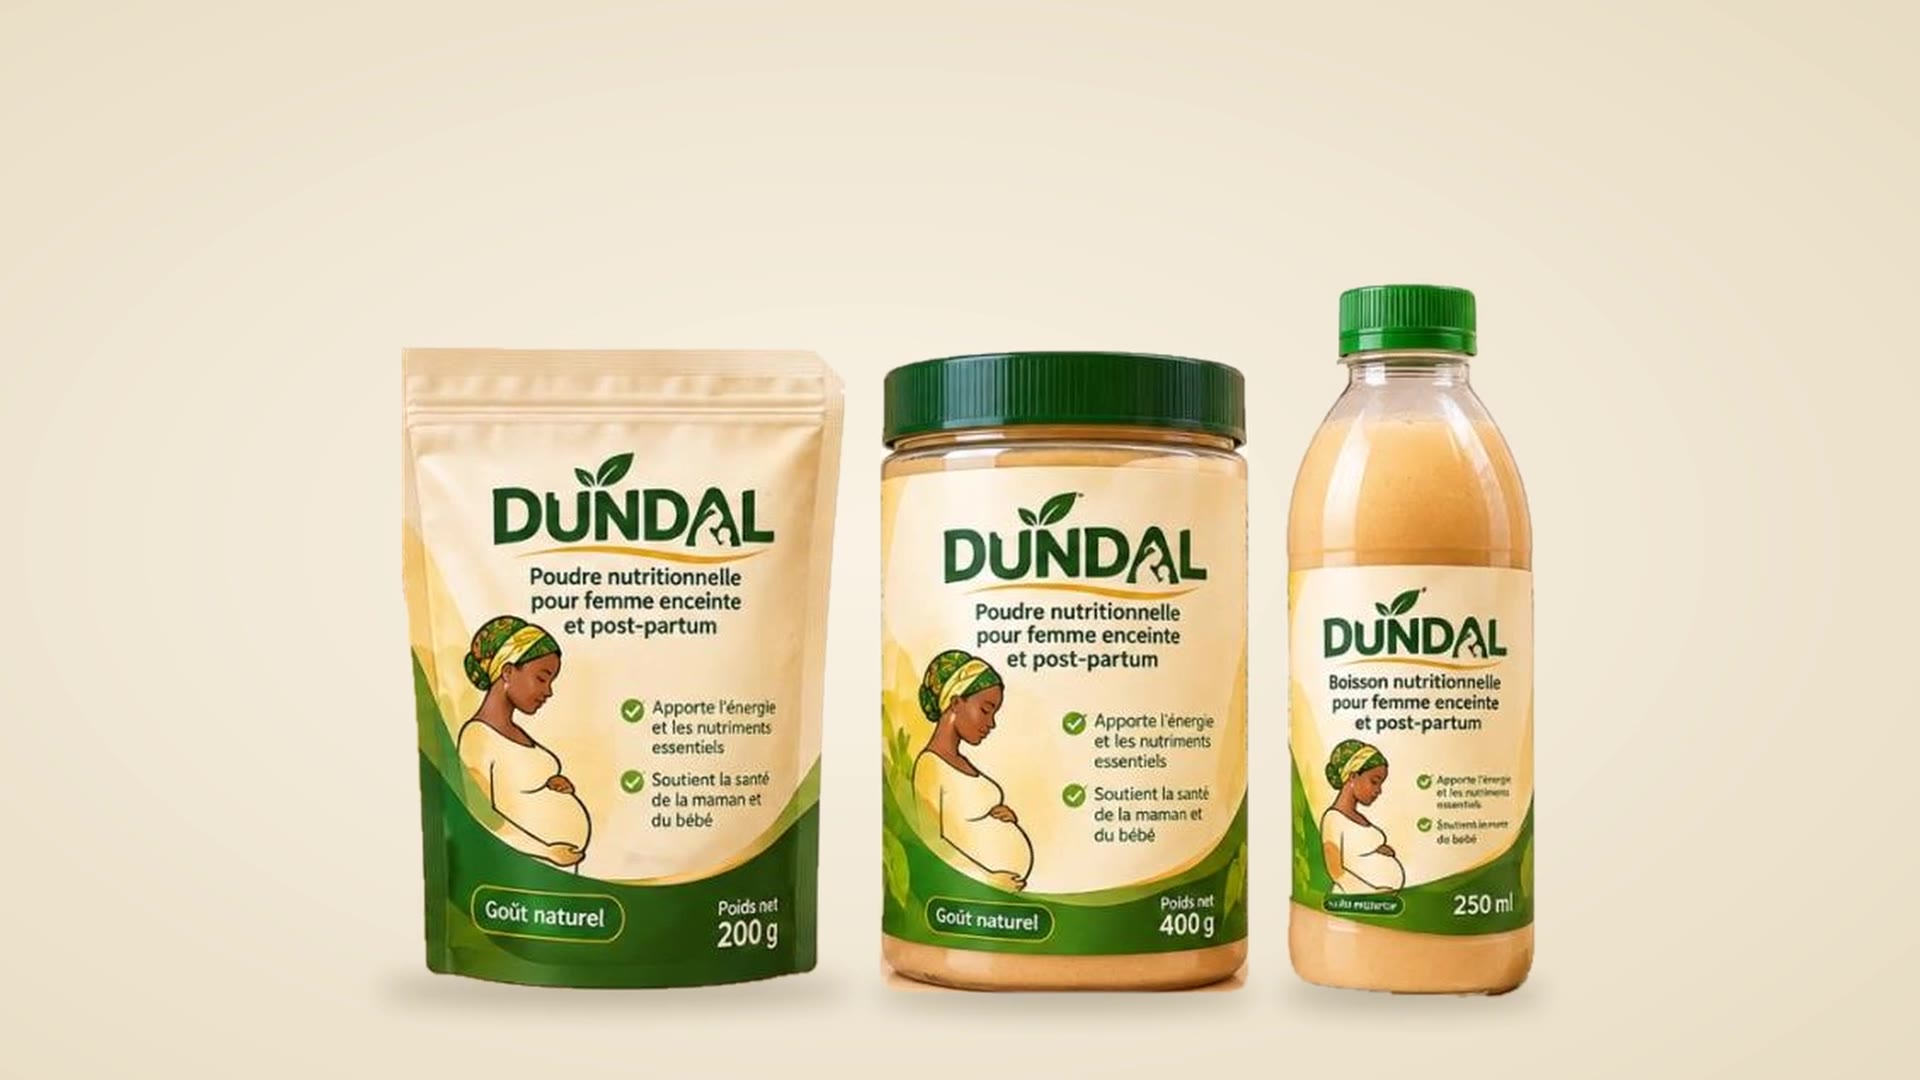 DUNDAL
Poudre nutritionnelle
pour femme enceinte
et post-partum
Apporte l'énergie
et les nutriments
essentiels
Soutient la santé
de la maman et
du bébé
Goût naturel
Poids net
200 g
DUNDAL
Poudre nutritionnelle
pour femme enceinte
et post-partum
Apporte l'énergie
et les nutriments
essentiels
Soutient la santé
de la maman et
du bébé
Goût naturel
Poids net
400 g
DUNDAL
Boisson nutritionnelle
pour femme enceinte
et post-partum
Apporte l'énergie
et les nutriments
essentiels
de bébé
250 ml